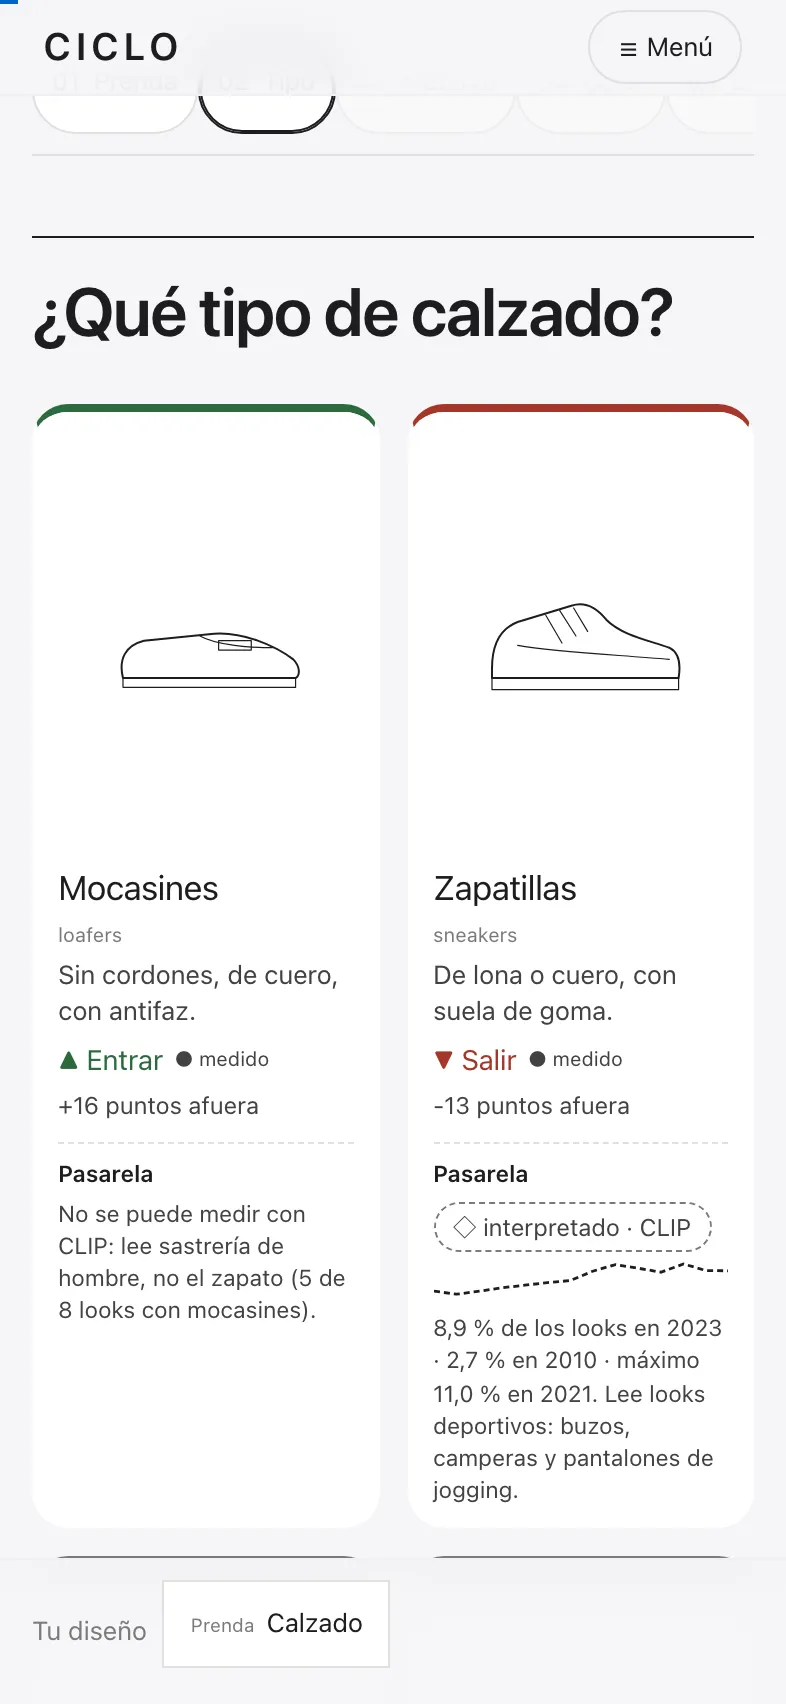 CICLO
≡ Menú
01 Prenda
02 Tipo
¿Qué tipo de calzado?
Mocasines
loafers
Sin cordones, de cuero,
con antifaz.
▲ Entrar ● medido
+16 puntos afuera
Pasarela
No se puede medir con
CLIP: lee sastrería de
hombre, no el zapato (5 de
8 looks con mocasines).
Zapatillas
sneakers
De lona o cuero, con
suela de goma.
▼ Salir ● medido
-13 puntos afuera
Pasarela
◇ interpretado · CLIP
8,9 % de los looks en 2023
· 2,7 % en 2010 · máximo
11,0 % en 2021. Lee looks
deportivos: buzos,
camperas y pantalones de
jogging.
Tu diseño
Prenda Calzado